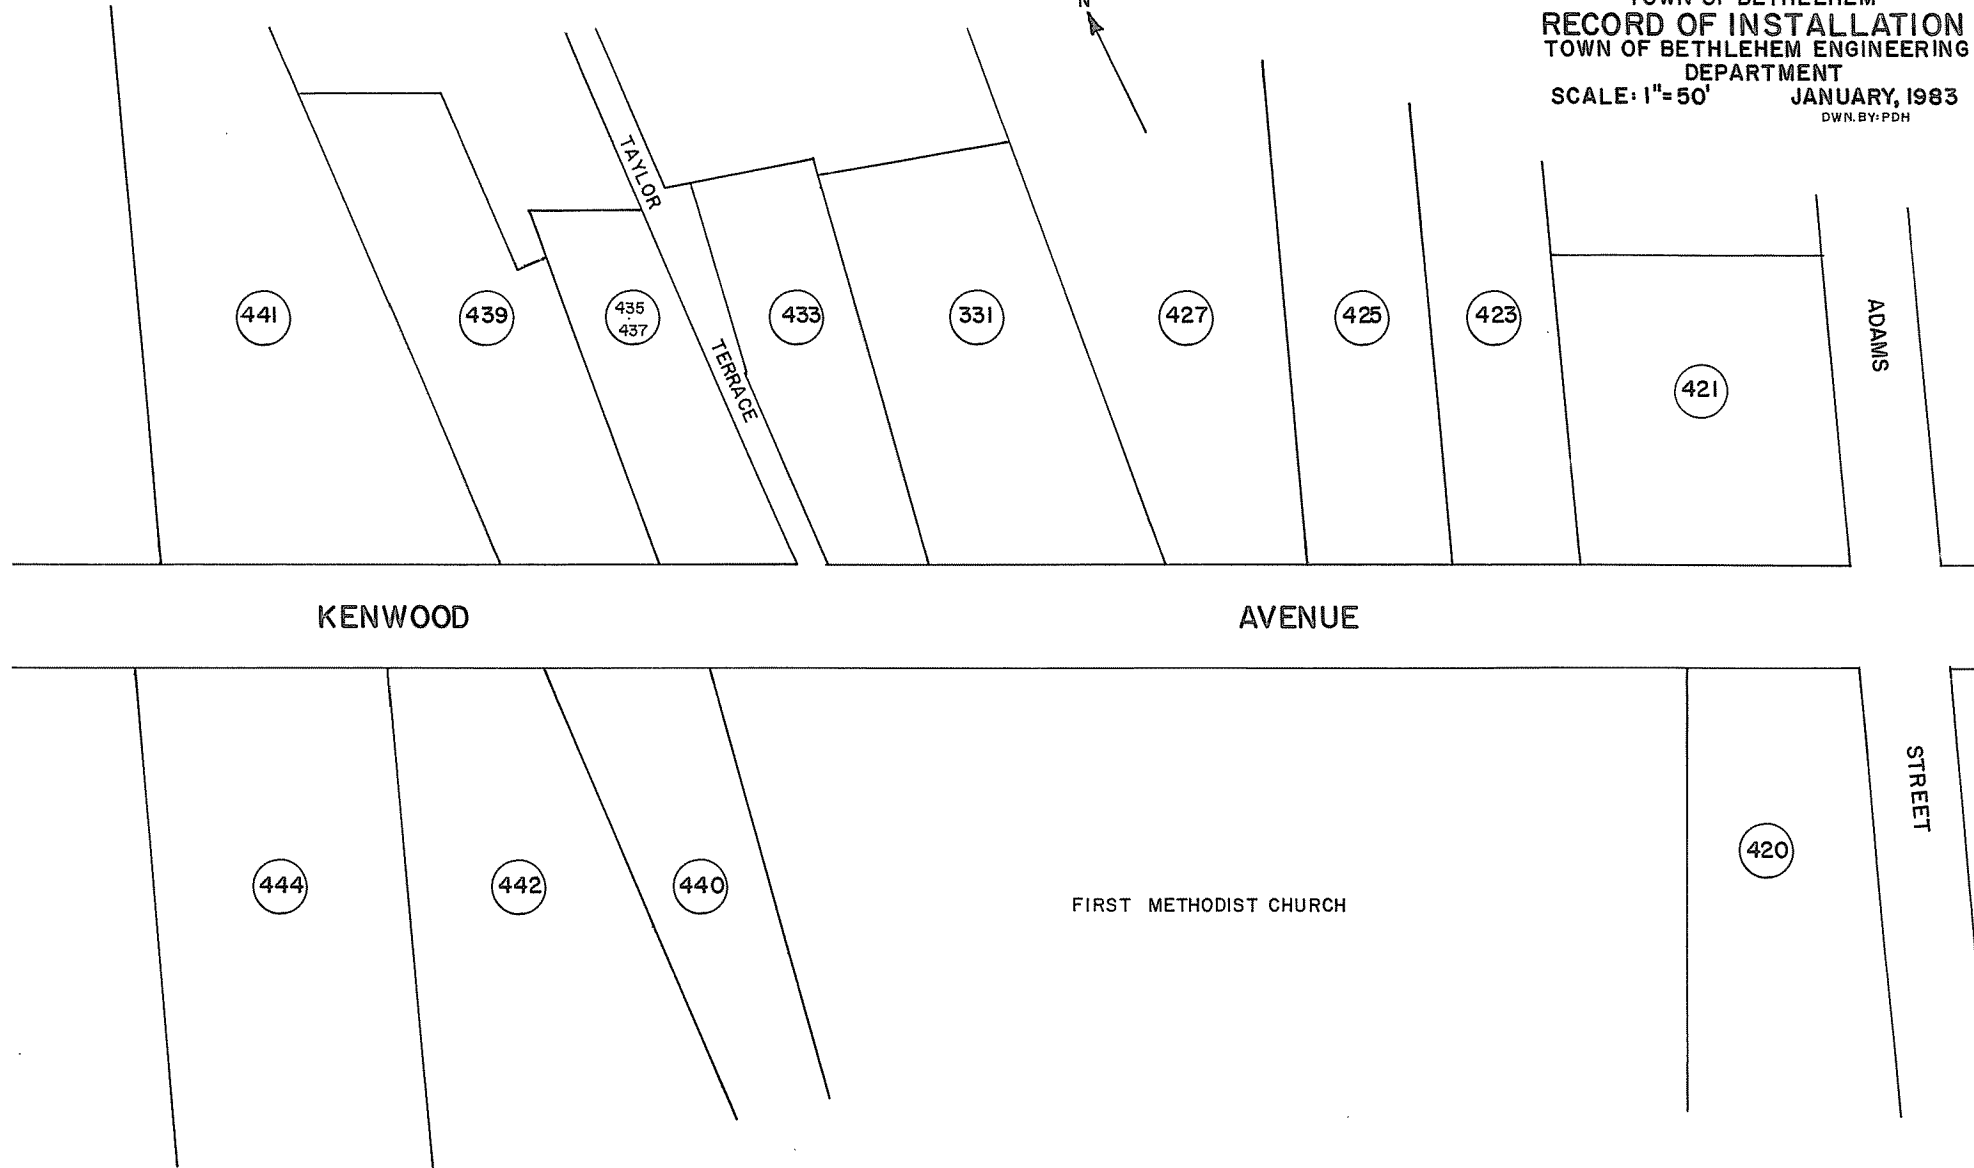 N
TOWN OF BETHLEHEM
RECORD OF INSTALLATION
TOWN OF BETHLEHEM ENGINEERING
DEPARTMENT
SCALE: 1"=50' JANUARY, 1983
DWN. BY: PDH
TAYLOR
TERRACE
441
439
435
437
433
331
427
425
423
421
ADAMS
KENWOOD AVENUE
STREET
444
442
440
FIRST METHODIST CHURCH
420